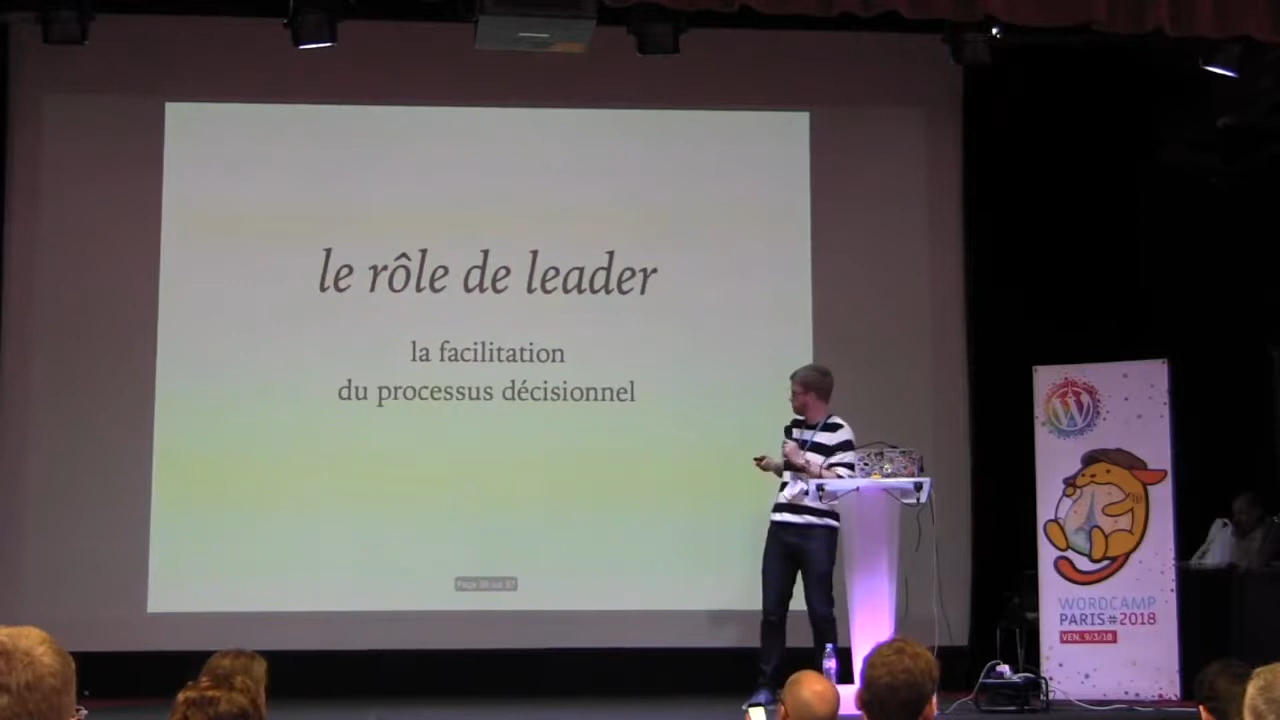 le rôle de leader
la facilitation
du processus décisionnel
WORDCAMP
PARIS#2018
VEN. 9/3/18